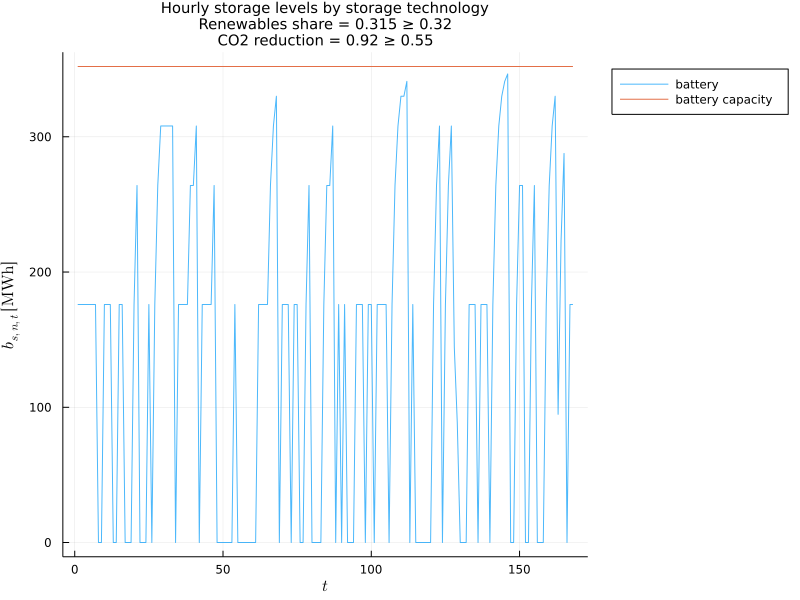 Hourly storage levels by storage technology
Renewables share = 0.315 ≥ 0.32
CO2 reduction = 0.92 ≥ 0.55
battery
battery capacity
300
200
100
0
b_{s, n, t} [MWh]
0 50 100 150
t